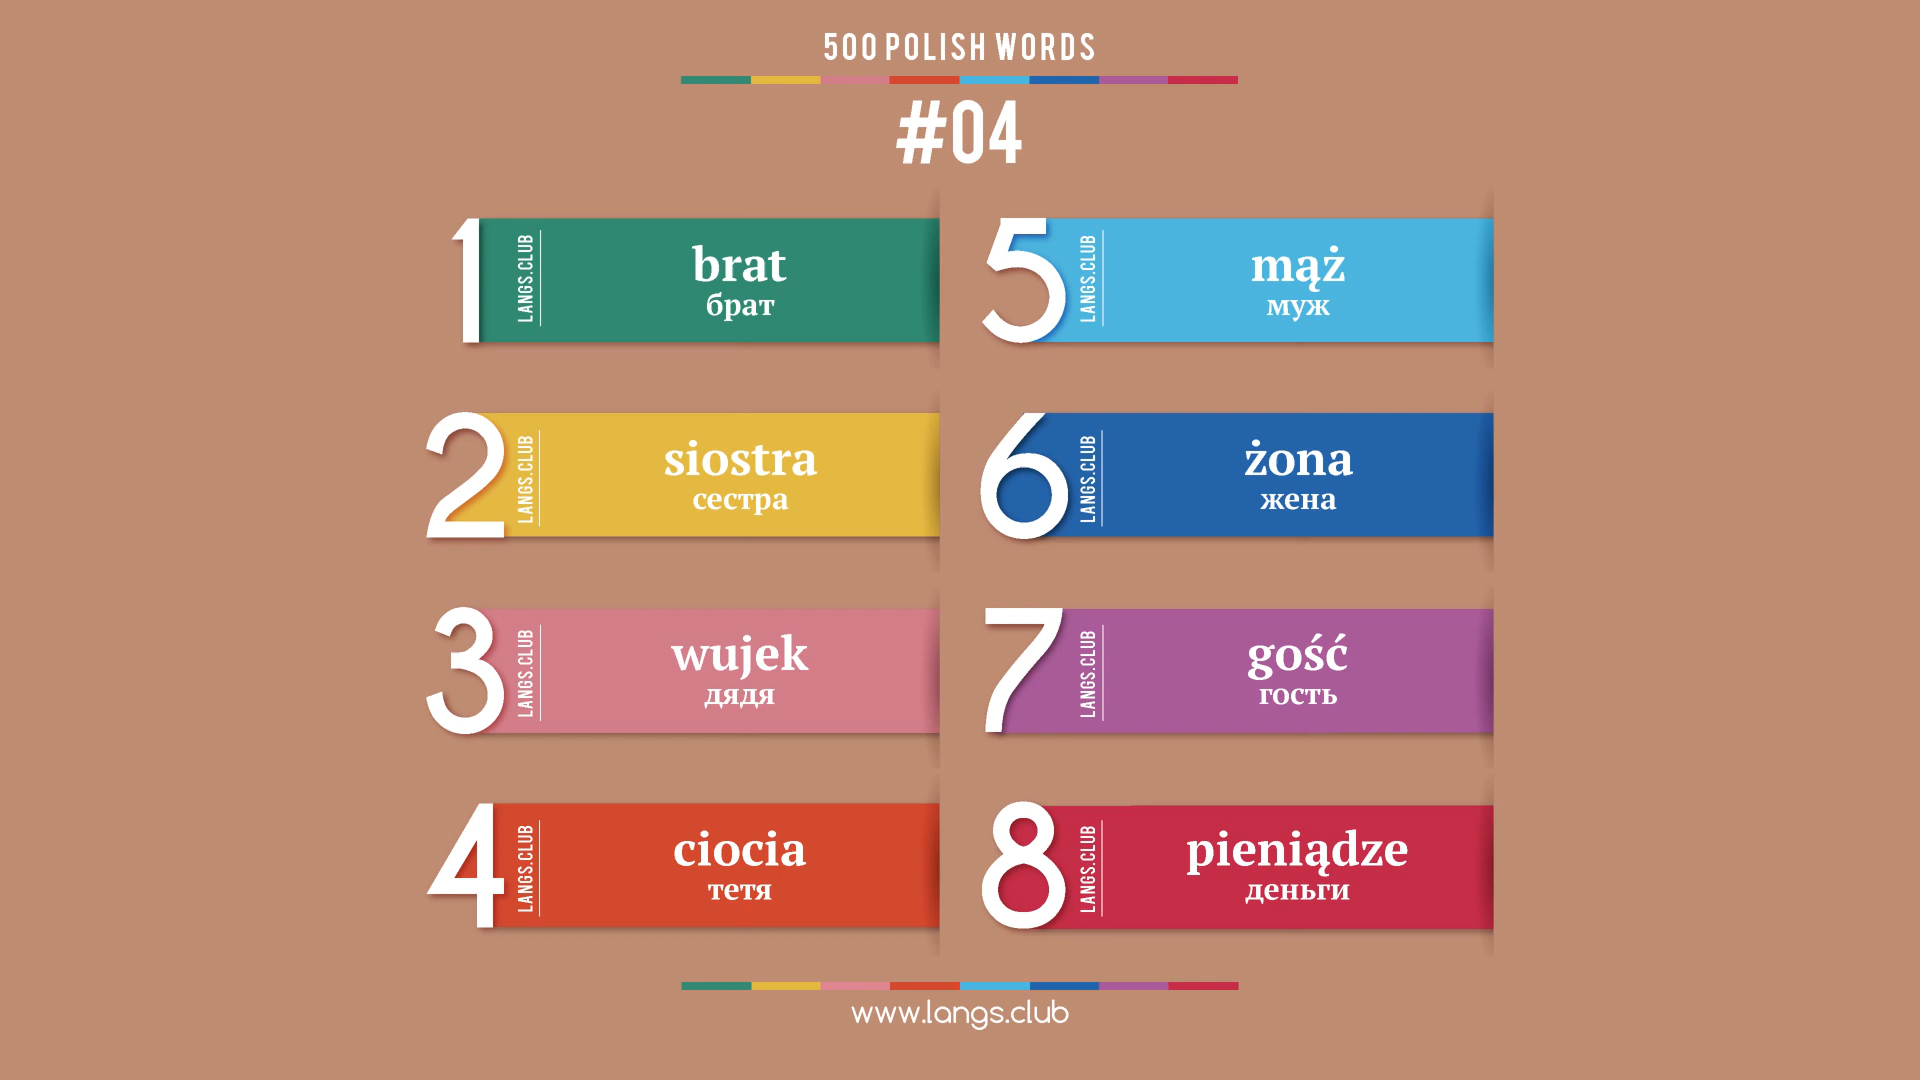 500 POLISH WORDS
#04
1
LANGS.CLUB
brat
брат
2
LANGS.CLUB
siostra
сестра
3
LANGS.CLUB
wujek
дядя
4
LANGS.CLUB
ciocia
тетя
5
LANGS.CLUB
mąż
муж
6
LANGS.CLUB
żona
жена
7
LANGS.CLUB
gość
гость
8
LANGS.CLUB
pieniądze
деньги
www.langs.club